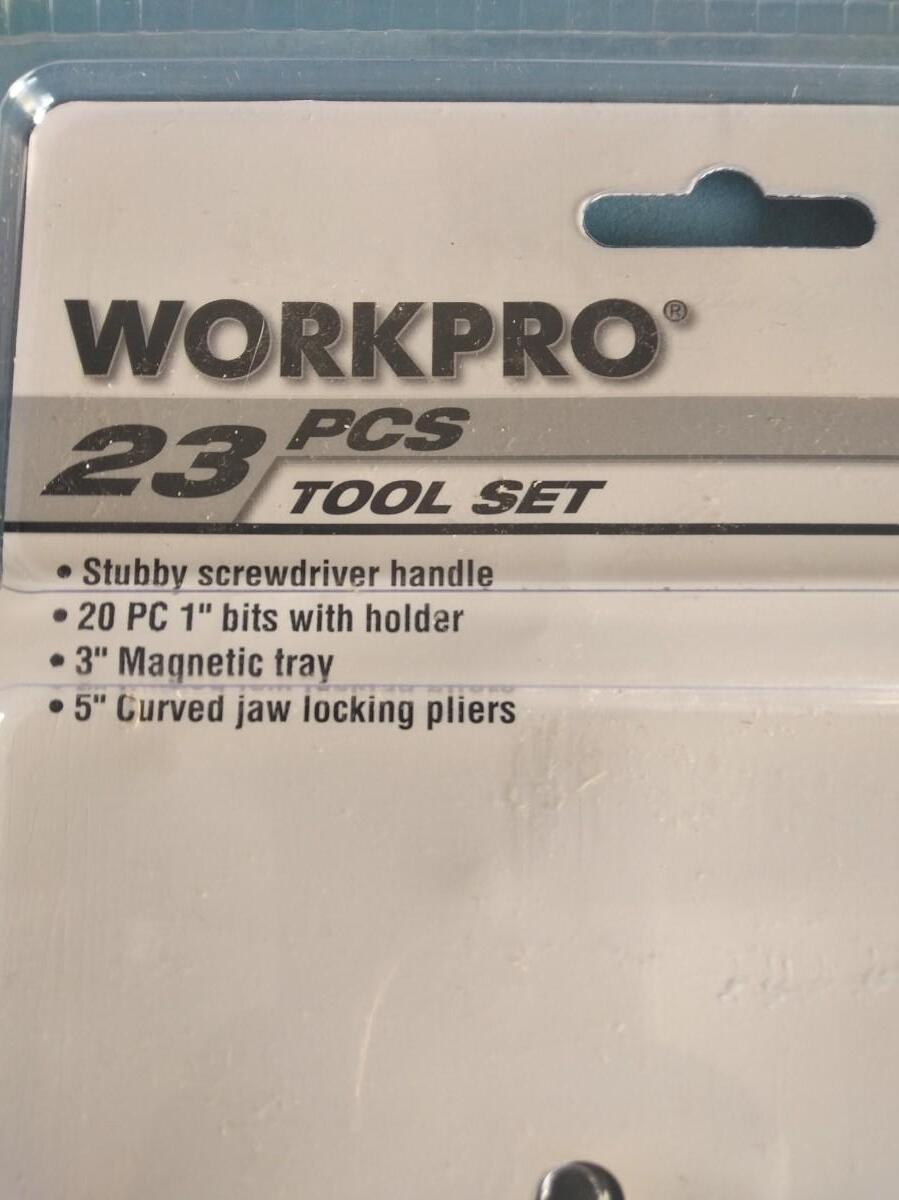 WORKPRO®
23 PCS
TOOL SET
• Stubby screwdriver handle
• 20 PC 1" bits with holder
• 3" Magnetic tray
• 5" Curved jaw locking pliers